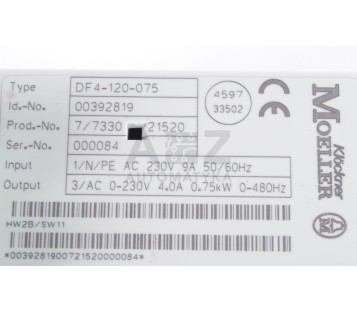 Type DF4-120-075
Id.-No. 00392819
Prod.-No. 7/7330 /21520
Ser.-No. 000084
Input 1/N/PE AC 230V 9A 50/60Hz
Output 3/AC 0-230V 4.0A 0.75kW 0-480Hz
HW2B/SW11
*0039281900721520000084*
4597
33502
Klöckner
MOELLER